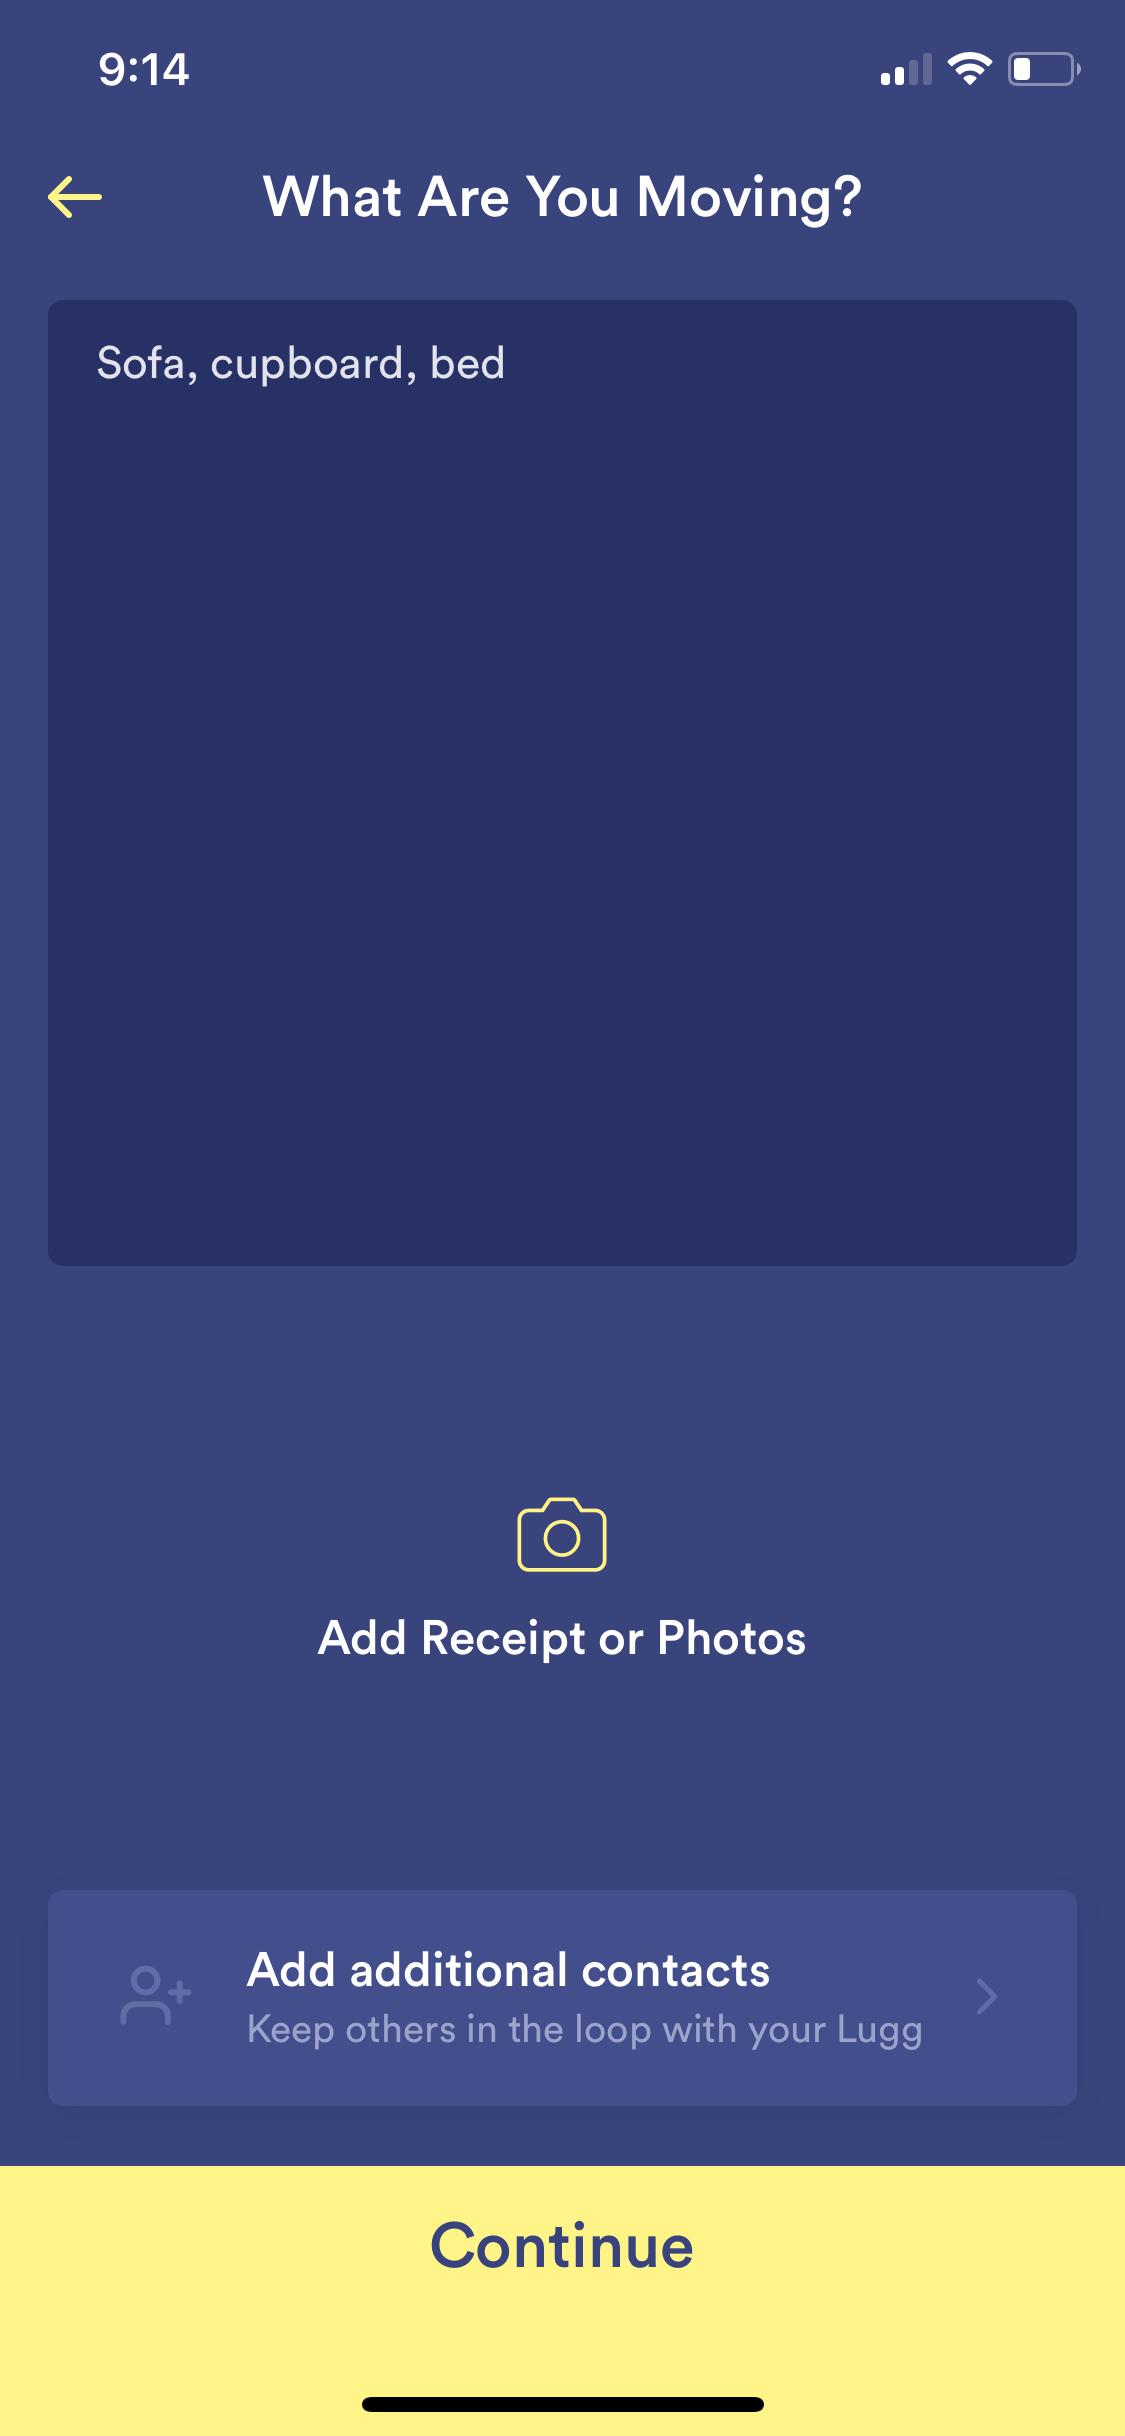 9:14
What Are You Moving?
Sofa, cupboard, bed
Add Receipt or Photos
Add additional contacts
Keep others in the loop with your Lugg
Continue